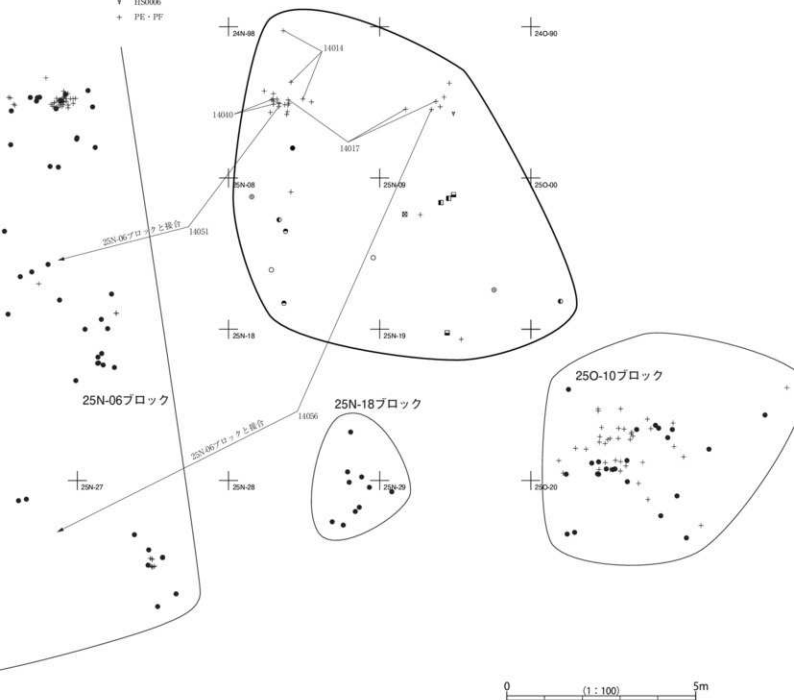 HS0006
PE・PF
24N-98
24O-90
14014
14040
14017
25N-08
25N-09
25O-00
25N-06ブロックと接合
14051
25N-18
25N-19
25N-06ブロック
25N-18ブロック
25O-10ブロック
14056
25N-06ブロックと接合
25N-27
25N-28
25N-29
25O-20
0
(1：100)
5m